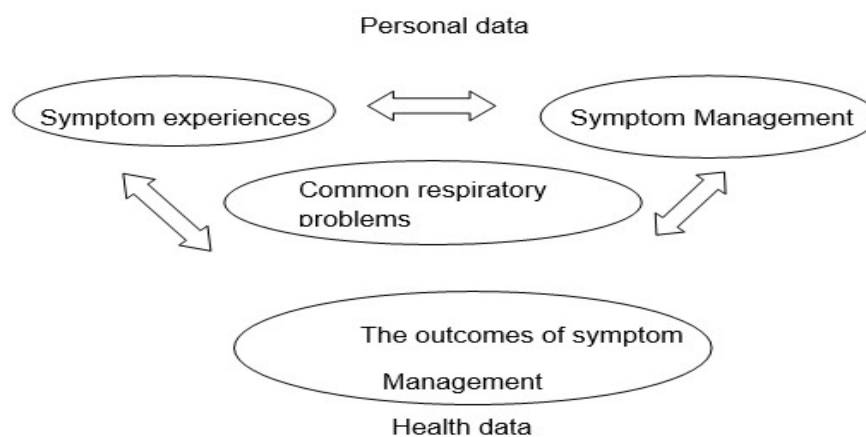 Personal data
Symptom experiences
Symptom Management
Common respiratory
problems
The outcomes of symptom
Management
Health data